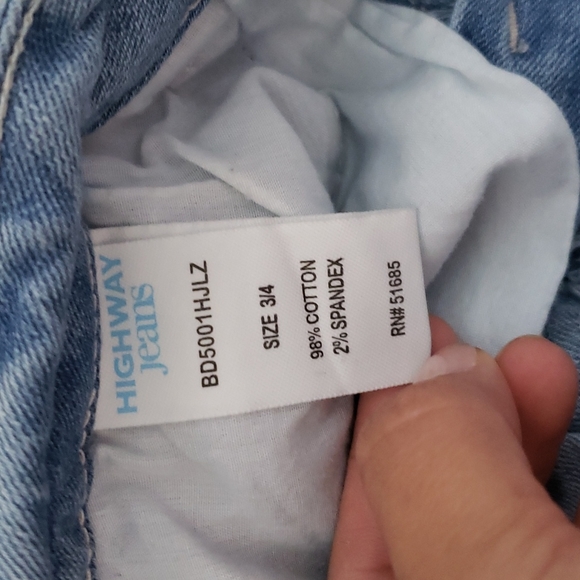 HIGHWAY
jeans
BD5001HJLZ
SIZE 3/4
98% COTTON
2% SPANDEX
RN# 51685